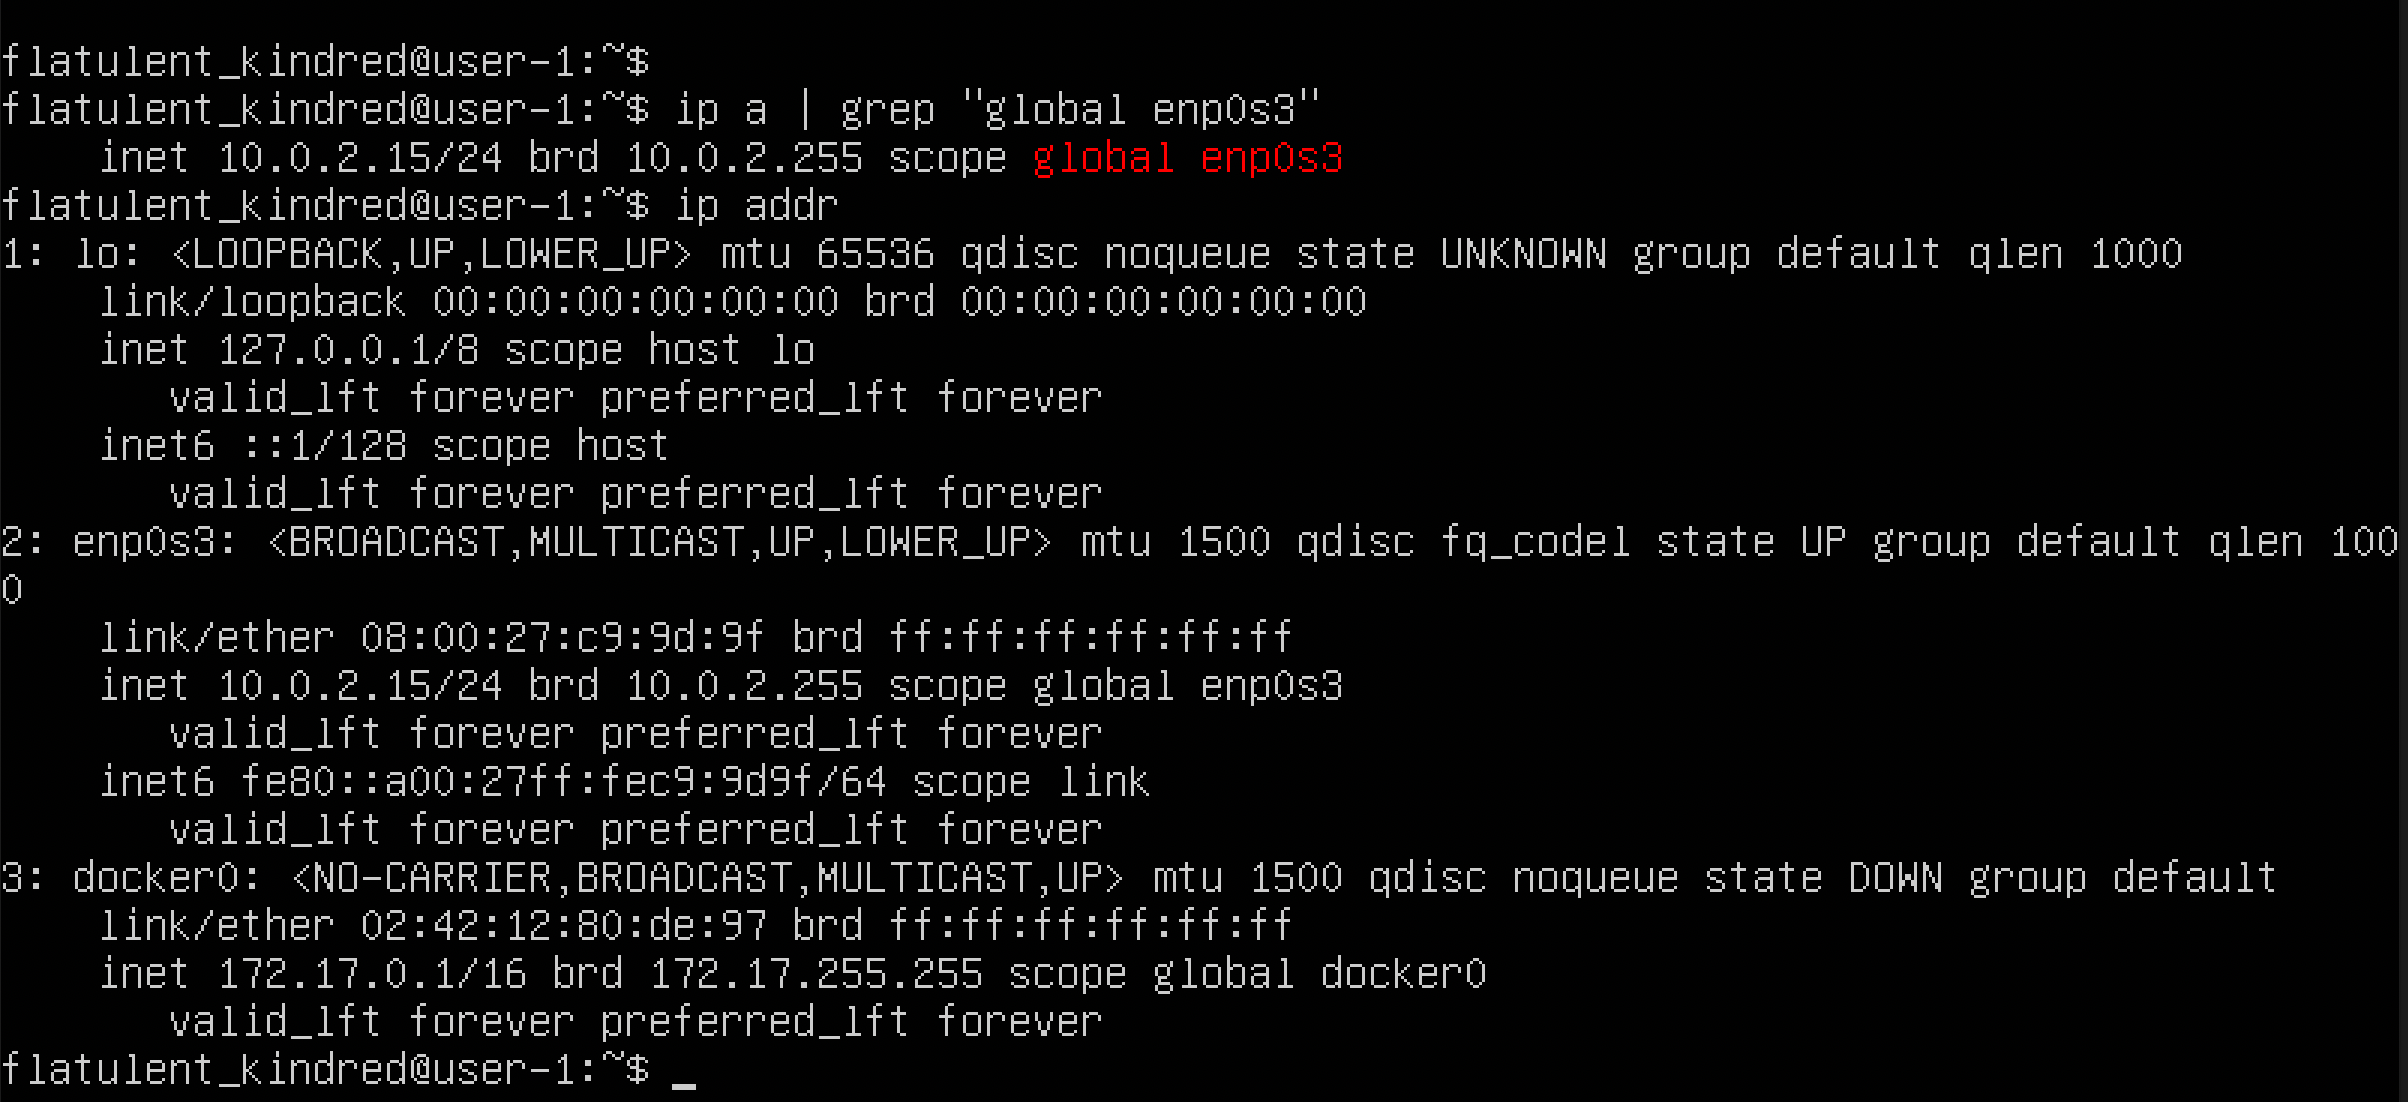 flatulent_kindred@user-1:~$
flatulent_kindred@user-1:~$ ip a | grep "global enp0s3"
    inet 10.0.2.15/24 brd 10.0.2.255 scope global enp0s3
flatulent_kindred@user-1:~$ ip addr
1: lo: <LOOPBACK,UP,LOWER_UP> mtu 65536 qdisc noqueue state UNKNOWN group default qlen 1000
    link/loopback 00:00:00:00:00:00 brd 00:00:00:00:00:00
    inet 127.0.0.1/8 scope host lo
       valid_lft forever preferred_lft forever
    inet6 ::1/128 scope host
       valid_lft forever preferred_lft forever
2: enp0s3: <BROADCAST,MULTICAST,UP,LOWER_UP> mtu 1500 qdisc fq_codel state UP group default qlen 100
0
    link/ether 08:00:27:c9:9d:9f brd ff:ff:ff:ff:ff:ff
    inet 10.0.2.15/24 brd 10.0.2.255 scope global enp0s3
       valid_lft forever preferred_lft forever
    inet6 fe80::a00:27ff:fec9:9d9f/64 scope link
       valid_lft forever preferred_lft forever
3: docker0: <NO-CARRIER,BROADCAST,MULTICAST,UP> mtu 1500 qdisc noqueue state DOWN group default
    link/ether 02:42:12:80:de:97 brd ff:ff:ff:ff:ff:ff
    inet 172.17.0.1/16 brd 172.17.255.255 scope global docker0
       valid_lft forever preferred_lft forever
flatulent_kindred@user-1:~$ _